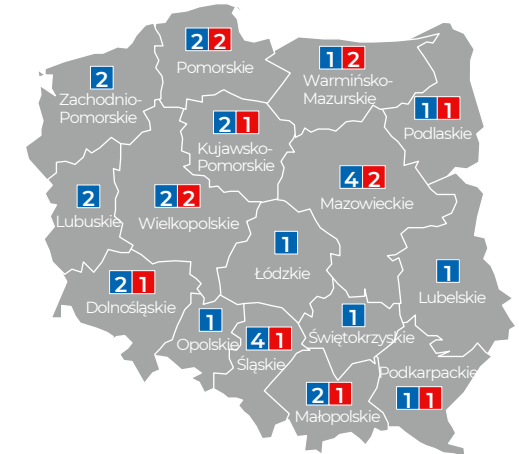 2 2
Pomorskie
1 2
Warmińsko-
Mazurskie
2
Zachodnio-
Pomorskie
2 1
Kujawsko-
Pomorskie
1 1
Podlaskie
2
Lubuskie
2 2
Wielkopolskie
4 2
Mazowieckie
1
Łódzkie
1
Lubelskie
2 1
Dolnośląskie
1
Opolskie
4 1
Śląskie
1
Świętokrzyskie
2 1
Małopolskie
Podkarpackie
1 1